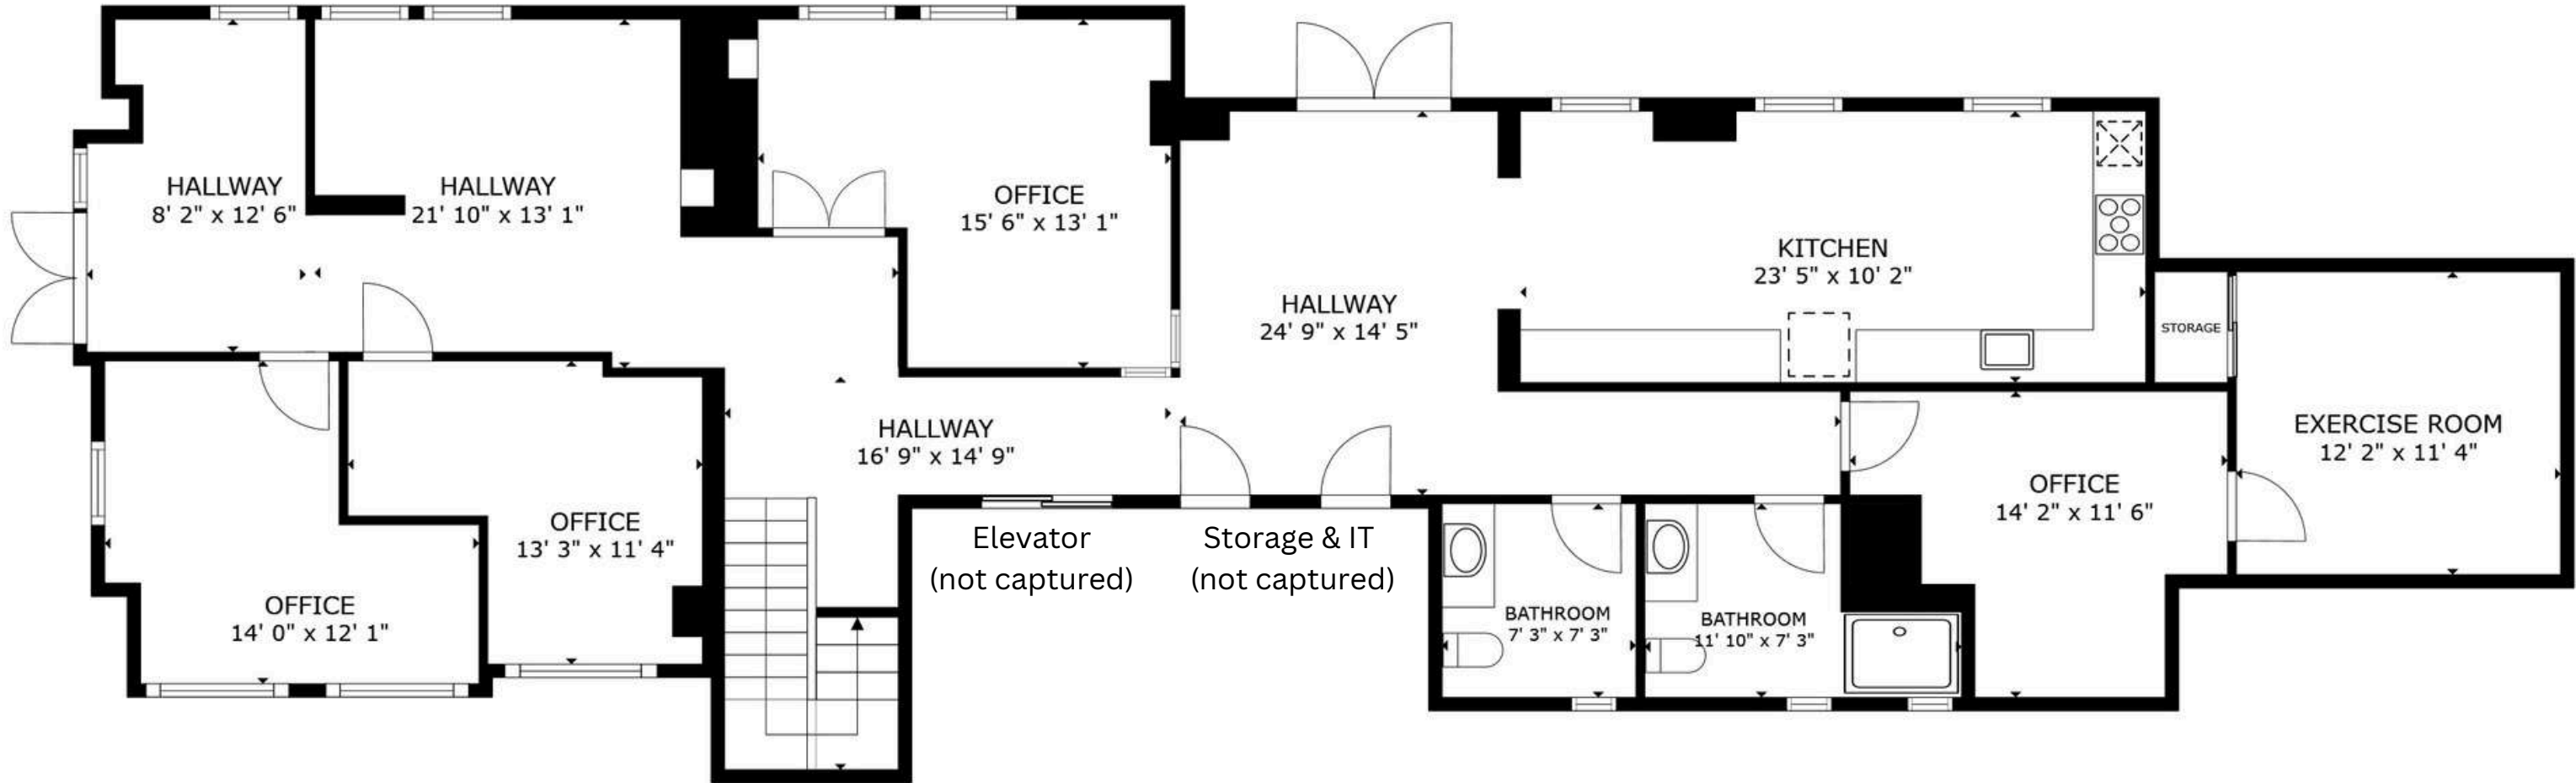 HALLWAY
8' 2" x 12' 6"
HALLWAY
21' 10" x 13' 1"
OFFICE
15' 6" x 13' 1"
HALLWAY
24' 9" x 14' 5"
KITCHEN
23' 5" x 10' 2"
STORAGE
EXERCISE ROOM
12' 2" x 11' 4"
HALLWAY
16' 9" x 14' 9"
OFFICE
14' 2" x 11' 6"
OFFICE
13' 3" x 11' 4"
Elevator
(not captured)
Storage & IT
(not captured)
OFFICE
14' 0" x 12' 1"
BATHROOM
7' 3" x 7' 3"
BATHROOM
11' 10" x 7' 3"